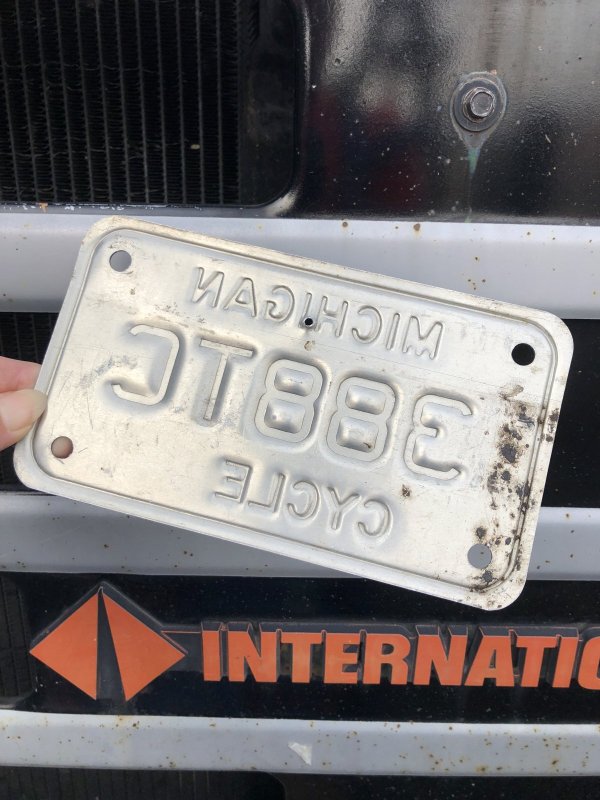 MICHIGAN
388TC
CYCLE
INTERNATIO